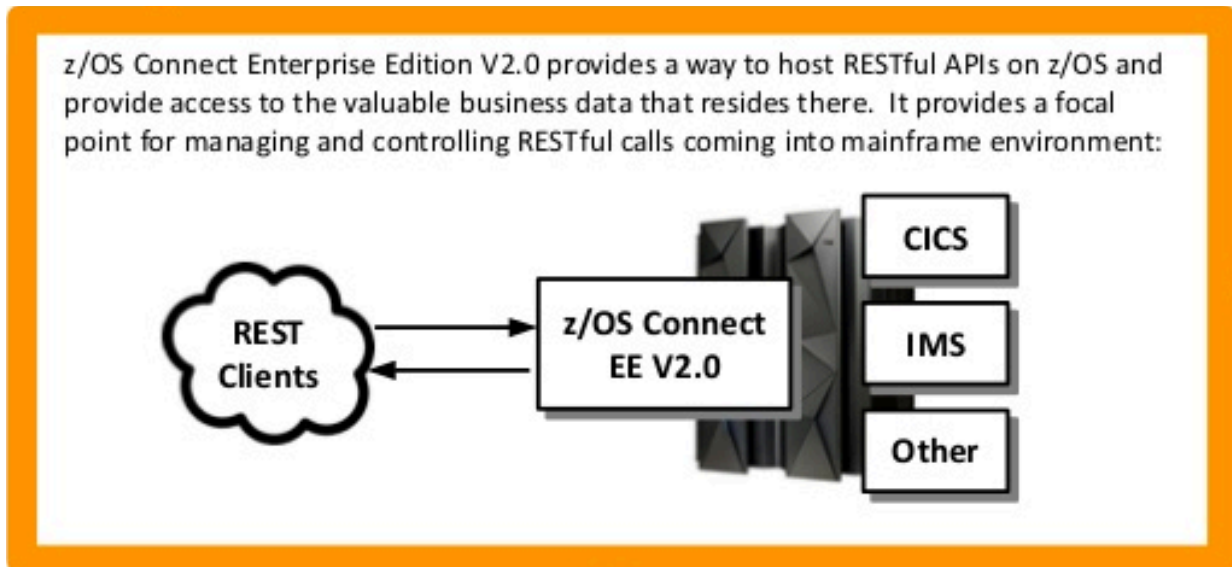 z/OS Connect Enterprise Edition V2.0 provides a way to host RESTful APIs on z/OS and
provide access to the valuable business data that resides there. It provides a focal
point for managing and controlling RESTful calls coming into mainframe environment:
CICS
REST
Clients
z/OS Connect
EE V2.0
IMS
Other